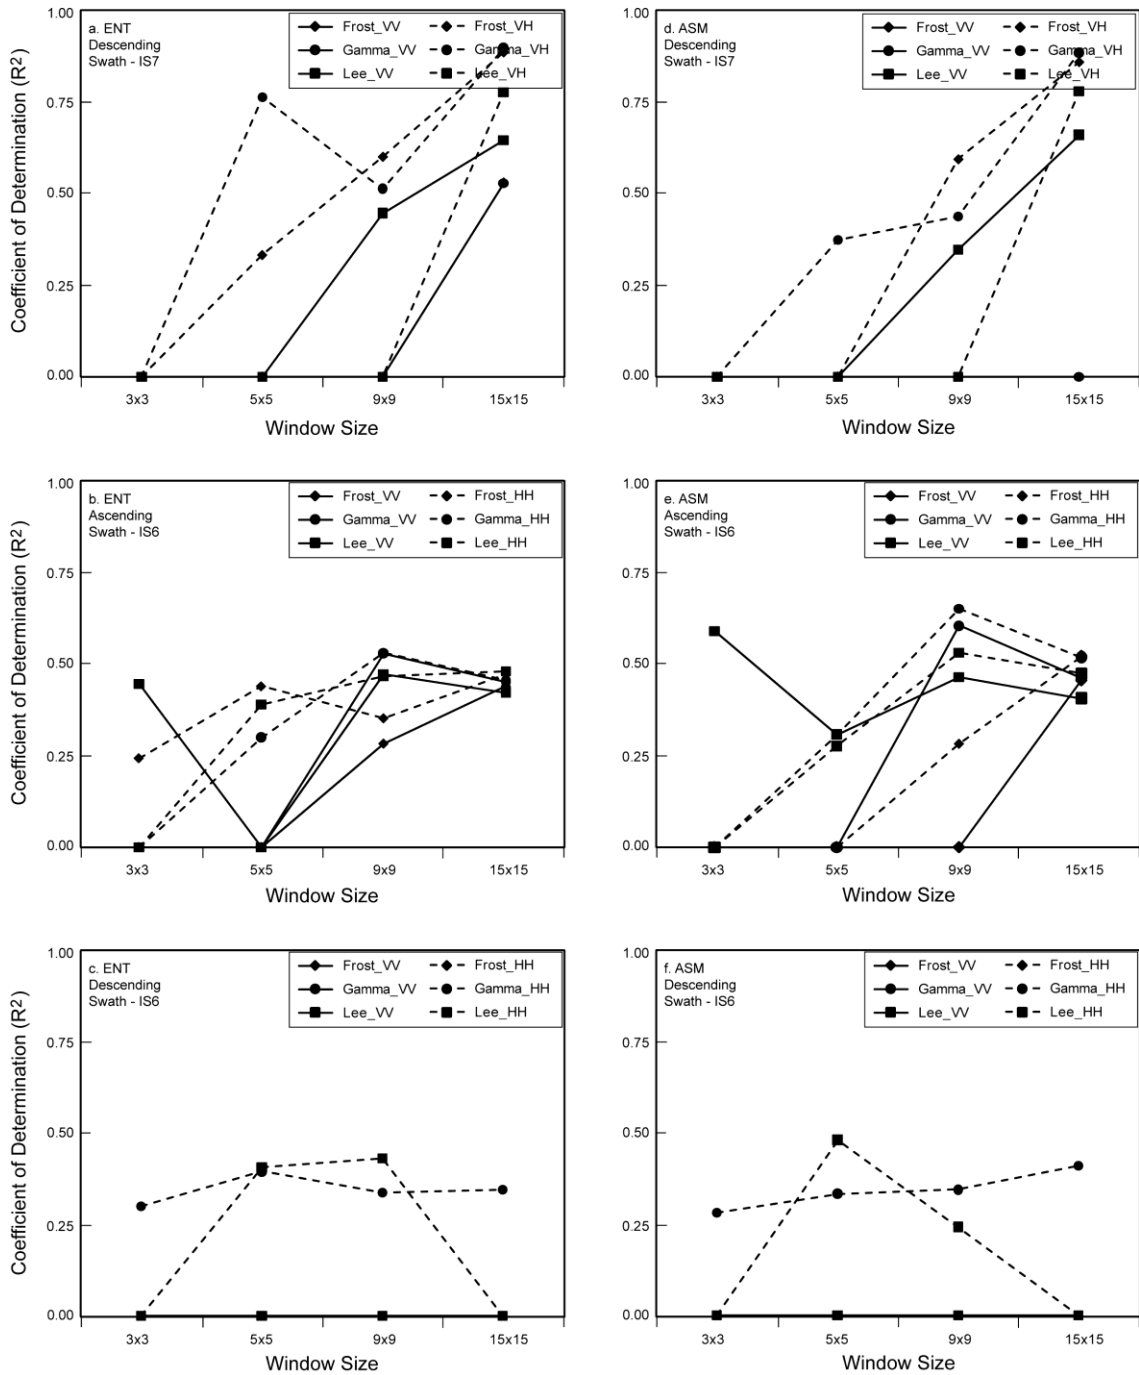 a. ENT
Descending
Swath - IS7
Frost_VV Frost_VH
Gamma_VV Gamma_VH
Lee_VV Lee_VH
1.00
0.75
0.50
0.25
0.00
Coefficient of Determination (R²)
3x3 5x5 9x9 15x15
Window Size
d. ASM
Descending
Swath - IS7
Frost_VV Frost_VH
Gamma_VV Gamma_VH
Lee_VV Lee_VH
1.00
0.75
0.50
0.25
0.00
3x3 5x5 9x9 15x15
Window Size
b. ENT
Ascending
Swath - IS6
Frost_VV Frost_HH
Gamma_VV Gamma_HH
Lee_VV Lee_HH
1.00
0.75
0.50
0.25
0.00
Coefficient of Determination (R²)
3x3 5x5 9x9 15x15
Window Size
e. ASM
Ascending
Swath - IS6
Frost_VV Frost_HH
Gamma_VV Gamma_HH
Lee_VV Lee_HH
1.00
0.75
0.50
0.25
0.00
3x3 5x5 9x9 15x15
Window Size
c. ENT
Descending
Swath - IS6
Frost_VV Frost_HH
Gamma_VV Gamma_HH
Lee_VV Lee_HH
1.00
0.75
0.50
0.25
0.00
Coefficient of Determination (R²)
3x3 5x5 9x9 15x15
Window Size
f. ASM
Descending
Swath - IS6
Frost_VV Frost_HH
Gamma_VV Gamma_HH
Lee_VV Lee_HH
1.00
0.75
0.50
0.25
0.00
3x3 5x5 9x9 15x15
Window Size